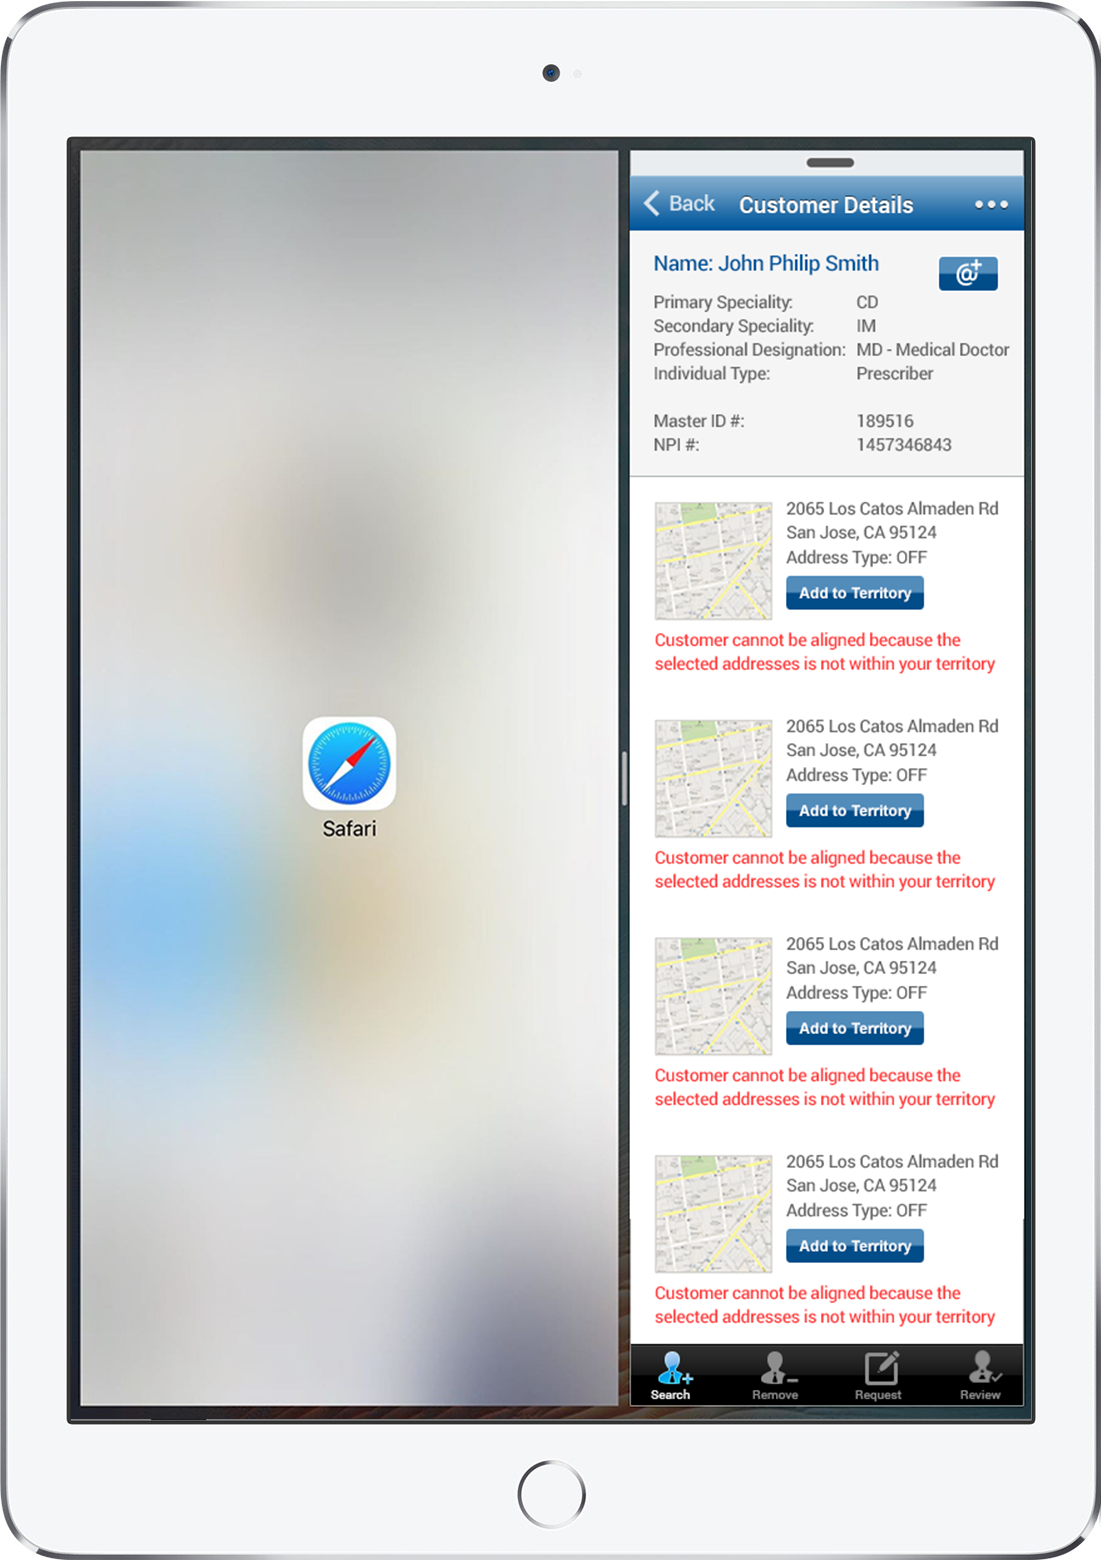 Safari
Back
Customer Details
Name: John Philip Smith
Primary Speciality: CD
Secondary Speciality: IM
Professional Designation: MD - Medical Doctor
Individual Type: Prescriber
Master ID #: 189516
NPI #: 1457346843
2065 Los Catos Almaden Rd
San Jose, CA 95124
Address Type: OFF
Add to Territory
Customer cannot be aligned because the
selected addresses is not within your territory
2065 Los Catos Almaden Rd
San Jose, CA 95124
Address Type: OFF
Add to Territory
Customer cannot be aligned because the
selected addresses is not within your territory
2065 Los Catos Almaden Rd
San Jose, CA 95124
Address Type: OFF
Add to Territory
Customer cannot be aligned because the
selected addresses is not within your territory
2065 Los Catos Almaden Rd
San Jose, CA 95124
Address Type: OFF
Add to Territory
Customer cannot be aligned because the
selected addresses is not within your territory
Search
Remove
Request
Review